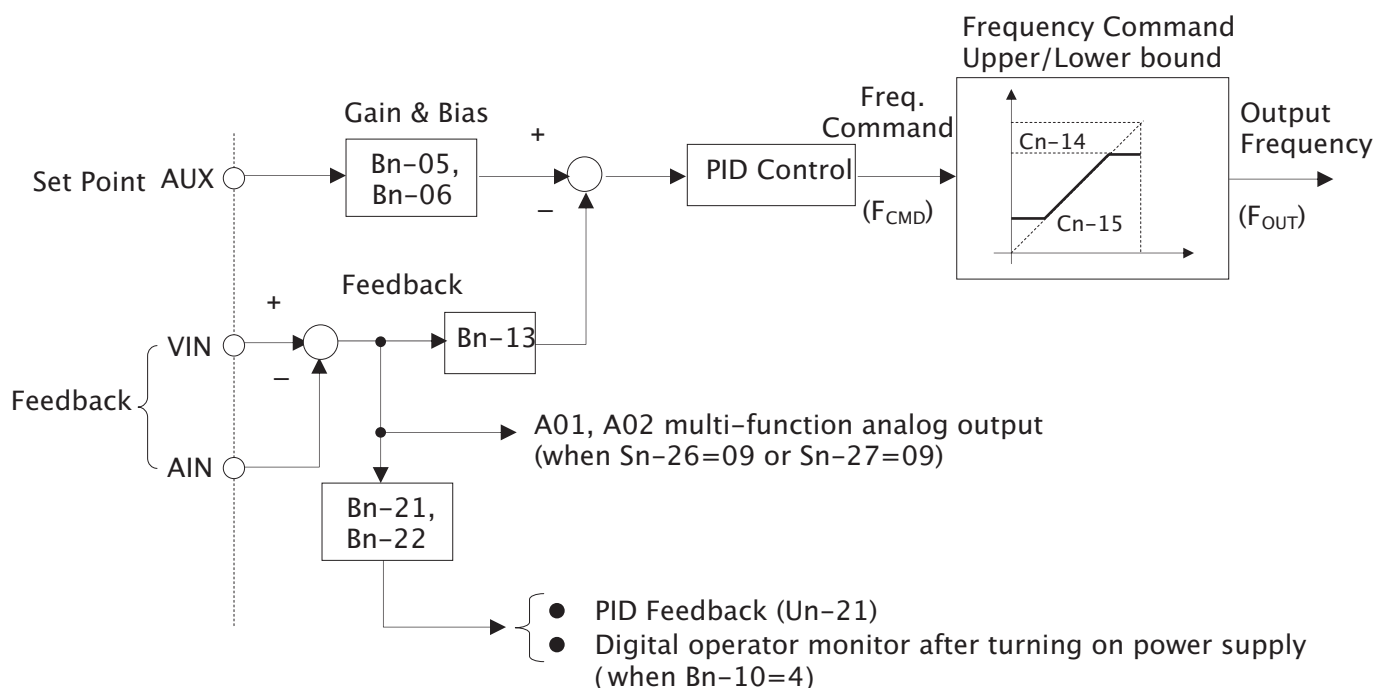 Frequency Command
Upper/Lower bound
Gain & Bias
Freq.
Command
Output
Frequency
Cn-14
Cn-15
+
Set Point AUX
Bn-05,
Bn-06
−
PID Control
(FCMD)
(FOUT)
Feedback
+
VIN
Bn-13
−
Feedback
A01, A02 multi-function analog output
(when Sn-26=09 or Sn-27=09)
AIN
Bn-21,
Bn-22
● PID Feedback (Un-21)
● Digital operator monitor after turning on power supply
(when Bn-10=4)